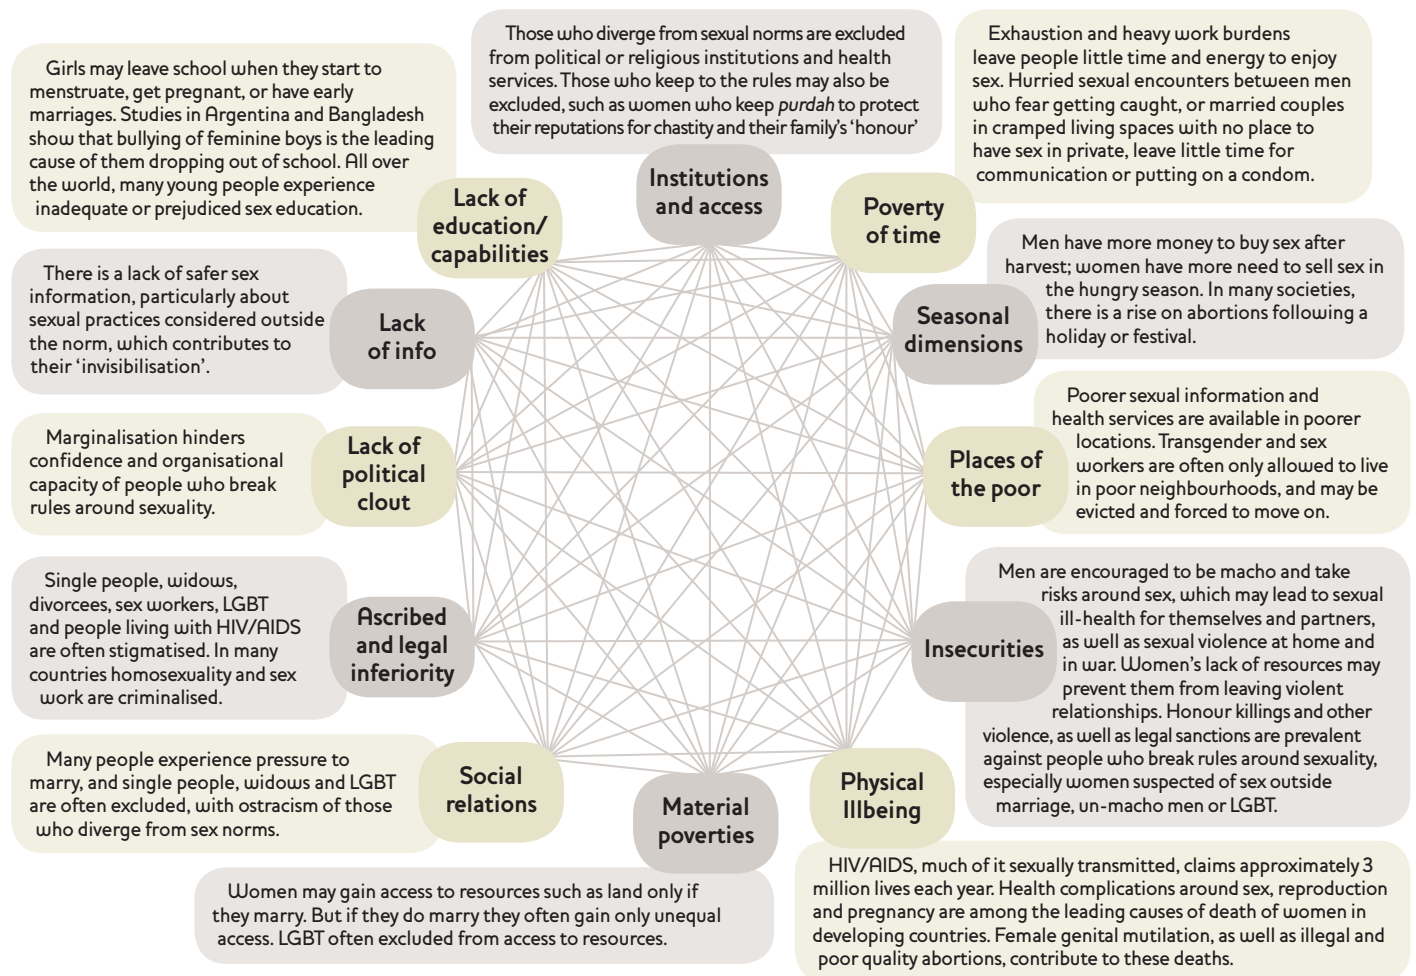 Those who diverge from sexual norms are excluded
from political or religious institutions and health
services. Those who keep to the rules may also be
excluded, such as women who keep purdah to protect
their reputations for chastity and their family's 'honour'
Institutions
and access
Exhaustion and heavy work burdens
leave people little time and energy to enjoy
sex. Hurried sexual encounters between men
who fear getting caught, or married couples
in cramped living spaces with no place to
have sex in private, leave little time for
communication or putting on a condom.
Poverty
of time
Men have more money to buy sex after
harvest; women have more need to sell sex in
the hungry season. In many societies,
there is a rise on abortions following a
holiday or festival.
Seasonal
dimensions
Poorer sexual information and
health services are available in poorer
locations. Transgender and sex
workers are often only allowed to live
in poor neighbourhoods, and may be
evicted and forced to move on.
Places of
the poor
Men are encouraged to be macho and take
risks around sex, which may lead to sexual
ill-health for themselves and partners,
as well as sexual violence at home and
in war. Women's lack of resources may
prevent them from leaving violent
relationships. Honour killings and other
violence, as well as legal sanctions are prevalent
against people who break rules around sexuality,
especially women suspected of sex outside
marriage, un-macho men or LGBT.
Insecurities
Physical
Illbeing
HIV/AIDS, much of it sexually transmitted, claims approximately 3
million lives each year. Health complications around sex, reproduction
and pregnancy are among the leading causes of death of women in
developing countries. Female genital mutilation, as well as illegal and
poor quality abortions, contribute to these deaths.
Material
poverties
Women may gain access to resources such as land only if
they marry. But if they do marry they often gain only unequal
access. LGBT often excluded from access to resources.
Social
relations
Many people experience pressure to
marry, and single people, widows and LGBT
are often excluded, with ostracism of those
who diverge from sex norms.
Ascribed
and legal
inferiority
Single people, widows,
divorcees, sex workers, LGBT
and people living with HIV/AIDS
are often stigmatised. In many
countries homosexuality and sex
work are criminalised.
Lack of
political
clout
Marginalisation hinders
confidence and organisational
capacity of people who break
rules around sexuality.
Lack
of info
There is a lack of safer sex
information, particularly about
sexual practices considered outside
the norm, which contributes to
their 'invisibilisation'.
Lack of
education/
capabilities
Girls may leave school when they start to
menstruate, get pregnant, or have early
marriages. Studies in Argentina and Bangladesh
show that bullying of feminine boys is the leading
cause of them dropping out of school. All over
the world, many young people experience
inadequate or prejudiced sex education.